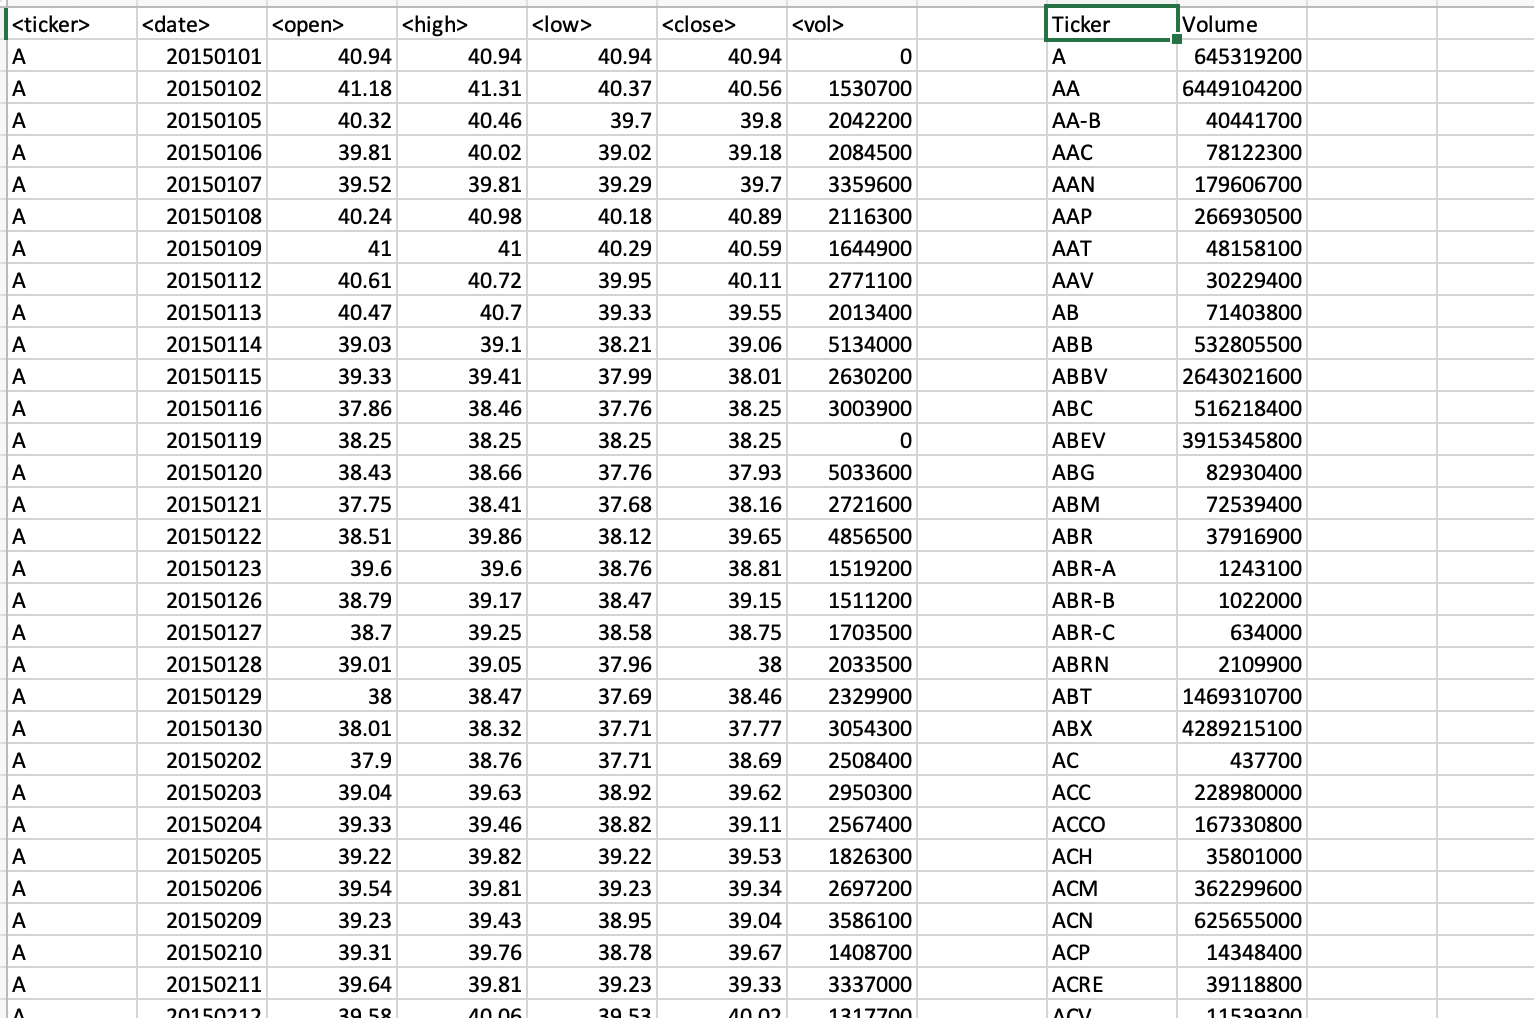 <ticker> <date> <open> <high> <low> <close> <vol> Ticker Volume
A 20150101 40.94 40.94 40.94 40.94 0 A 645319200
A 20150102 41.18 41.31 40.37 40.56 1530700 AA 6449104200
A 20150105 40.32 40.46 39.7 39.8 2042200 AA-B 40441700
A 20150106 39.81 40.02 39.02 39.18 2084500 AAC 78122300
A 20150107 39.52 39.81 39.29 39.7 3359600 AAN 179606700
A 20150108 40.24 40.98 40.18 40.89 2116300 AAP 266930500
A 20150109 41 41 40.29 40.59 1644900 AAT 48158100
A 20150112 40.61 40.72 39.95 40.11 2771100 AAV 30229400
A 20150113 40.47 40.7 39.33 39.55 2013400 AB 71403800
A 20150114 39.03 39.1 38.21 39.06 5134000 ABB 532805500
A 20150115 39.33 39.41 37.99 38.01 2630200 ABBV 2643021600
A 20150116 37.86 38.46 37.76 38.25 3003900 ABC 516218400
A 20150119 38.25 38.25 38.25 38.25 0 ABEV 3915345800
A 20150120 38.43 38.66 37.76 37.93 5033600 ABG 82930400
A 20150121 37.75 38.41 37.68 38.16 2721600 ABM 72539400
A 20150122 38.51 39.86 38.12 39.65 4856500 ABR 37916900
A 20150123 39.6 39.6 38.76 38.81 1519200 ABR-A 1243100
A 20150126 38.79 39.17 38.47 39.15 1511200 ABR-B 1022000
A 20150127 38.7 39.25 38.58 38.75 1703500 ABR-C 634000
A 20150128 39.01 39.05 37.96 38 2033500 ABRN 2109900
A 20150129 38 38.47 37.69 38.46 2329900 ABT 1469310700
A 20150130 38.01 38.32 37.71 37.77 3054300 ABX 4289215100
A 20150202 37.9 38.76 37.71 38.69 2508400 AC 437700
A 20150203 39.04 39.63 38.92 39.62 2950300 ACC 228980000
A 20150204 39.33 39.46 38.82 39.11 2567400 ACCO 167330800
A 20150205 39.22 39.82 39.22 39.53 1826300 ACH 35801000
A 20150206 39.54 39.81 39.23 39.34 2697200 ACM 362299600
A 20150209 39.23 39.43 38.95 39.04 3586100 ACN 625655000
A 20150210 39.31 39.76 38.78 39.67 1408700 ACP 14348400
A 20150211 39.64 39.81 39.23 39.33 3337000 ACRE 39118800
A 20150212 39.58 40.06 39.53 40.02 1317700 ACV 11539300